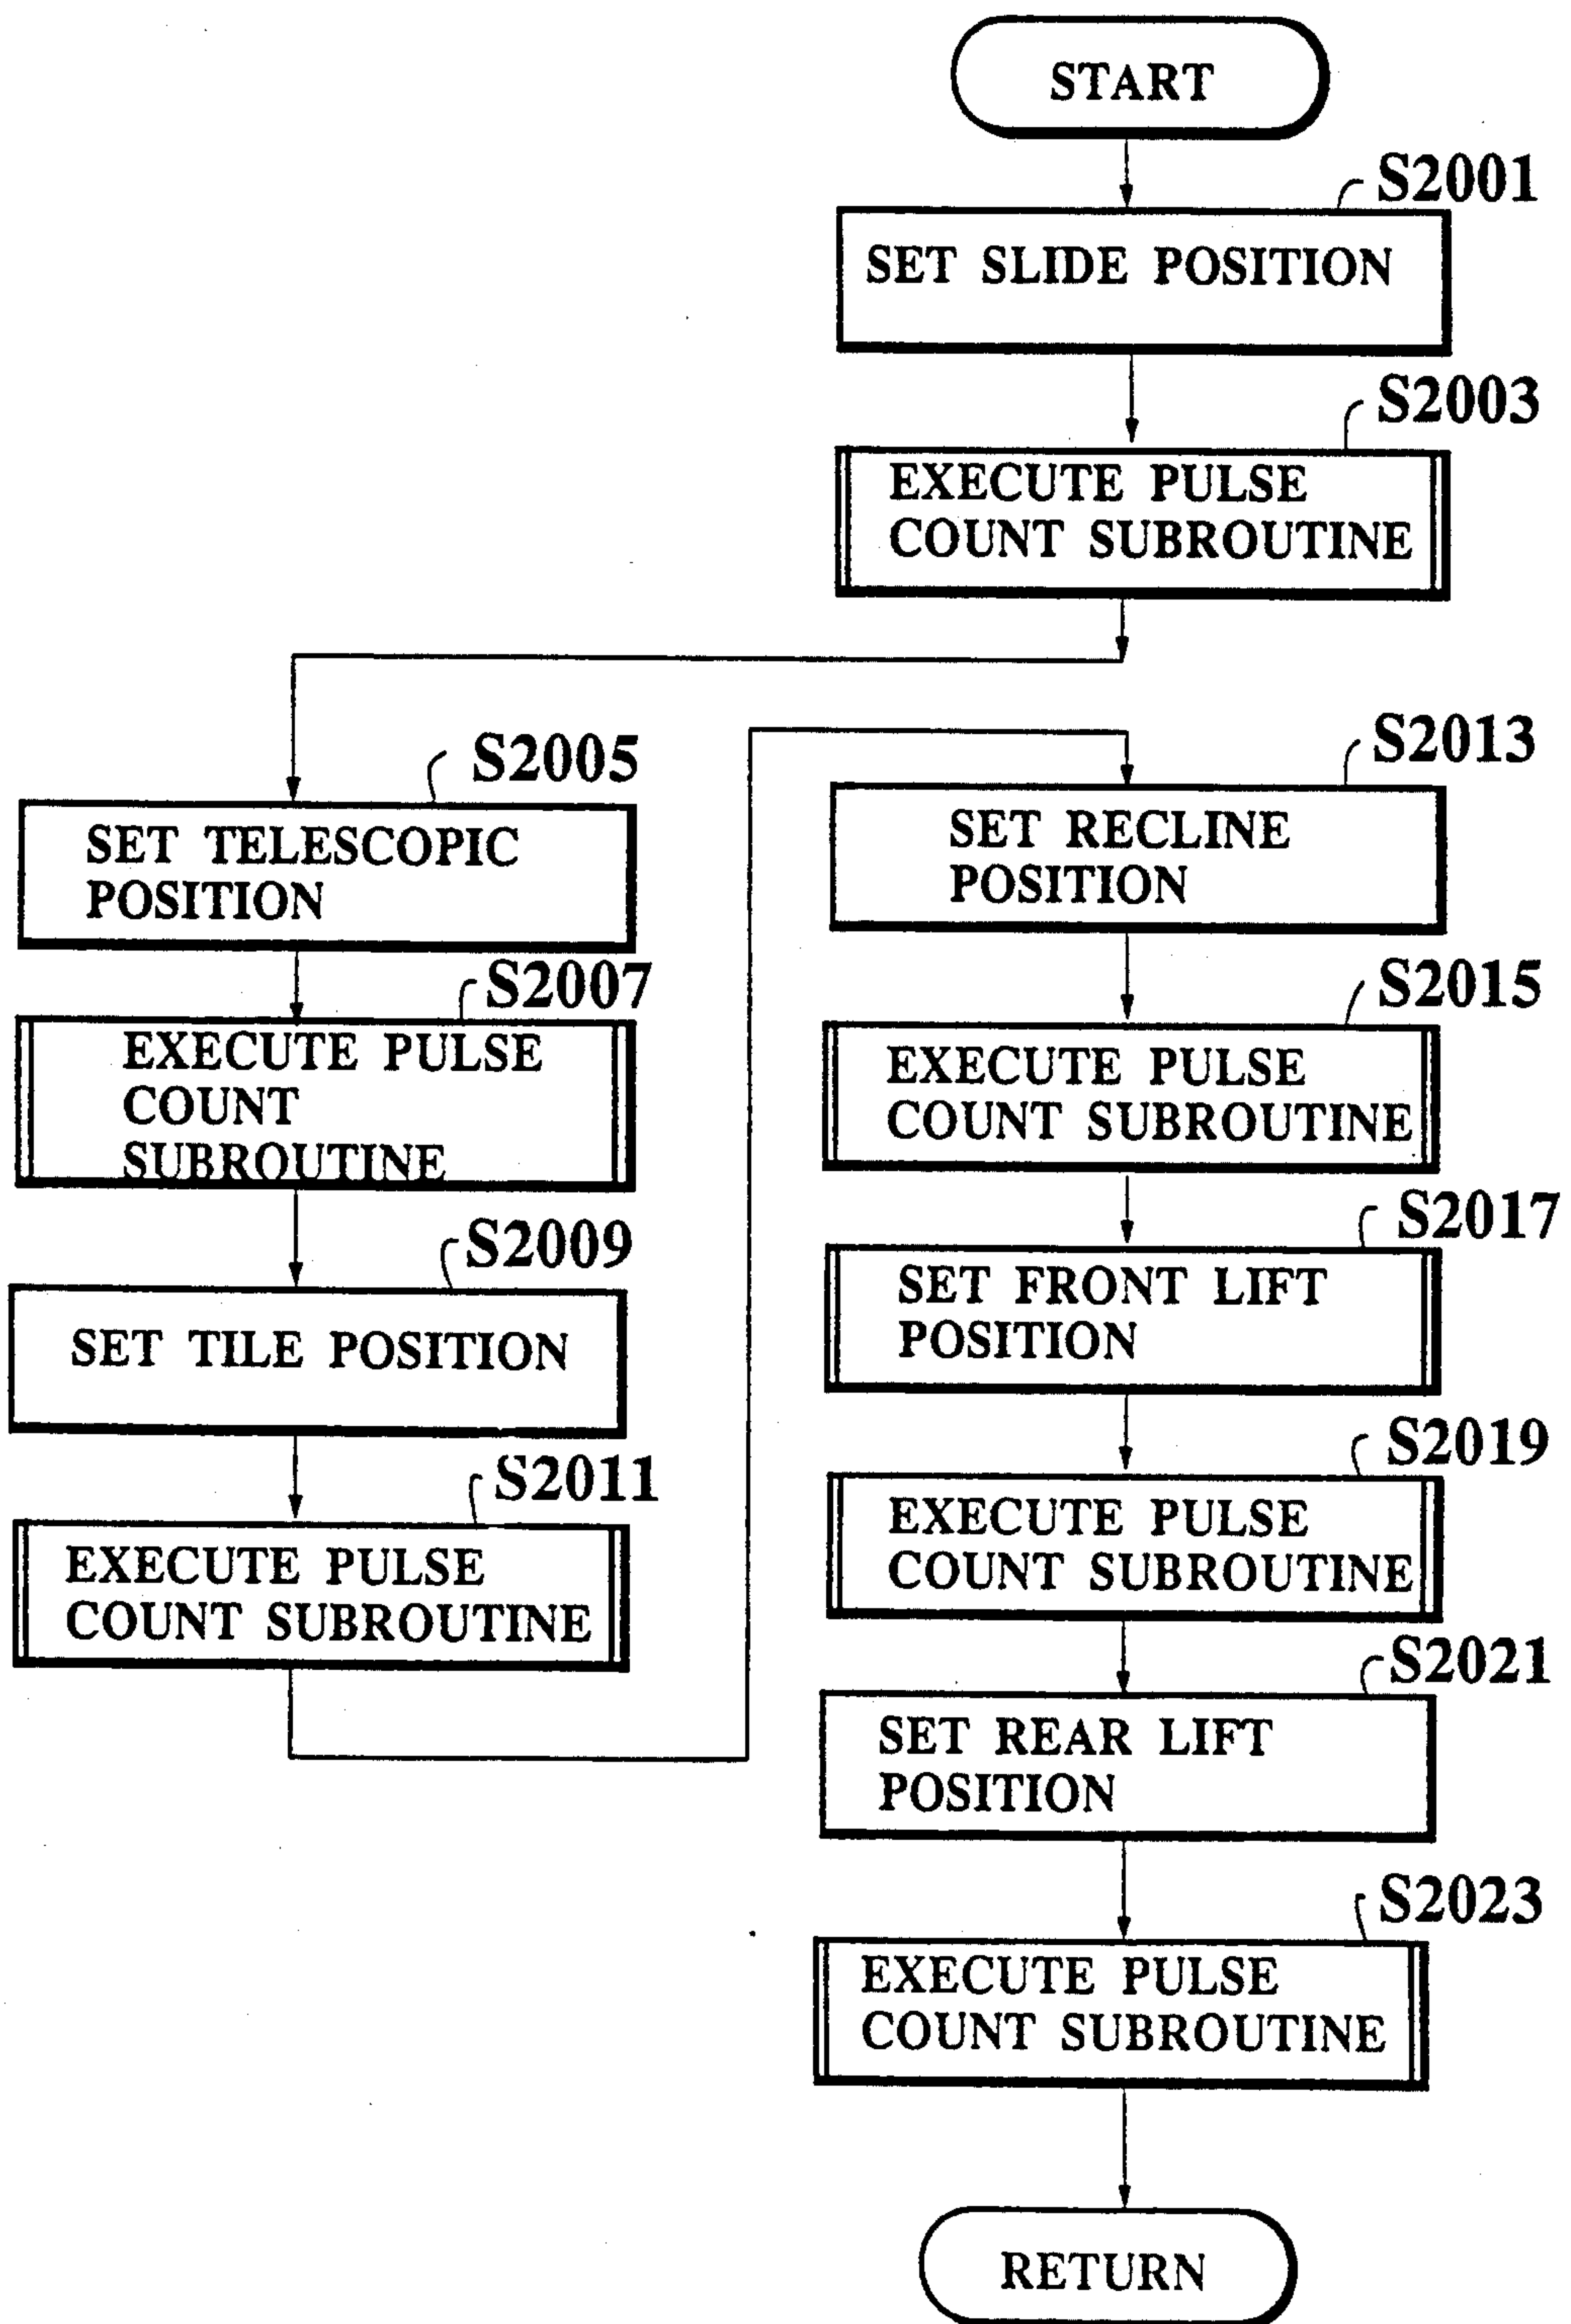 START
S2001
SET SLIDE POSITION
S2003
EXECUTE PULSE
COUNT SUBROUTINE
S2005
SET TELESCOPIC
POSITION
S2007
EXECUTE PULSE
COUNT
SUBROUTINE
S2009
SET TILE POSITION
S2011
EXECUTE PULSE
COUNT SUBROUTINE
S2013
SET RECLINE
POSITION
S2015
EXECUTE PULSE
COUNT SUBROUTINE
S2017
SET FRONT LIFT
POSITION
S2019
EXECUTE PULSE
COUNT SUBROUTINE
S2021
SET REAR LIFT
POSITION
S2023
EXECUTE PULSE
COUNT SUBROUTINE
RETURN